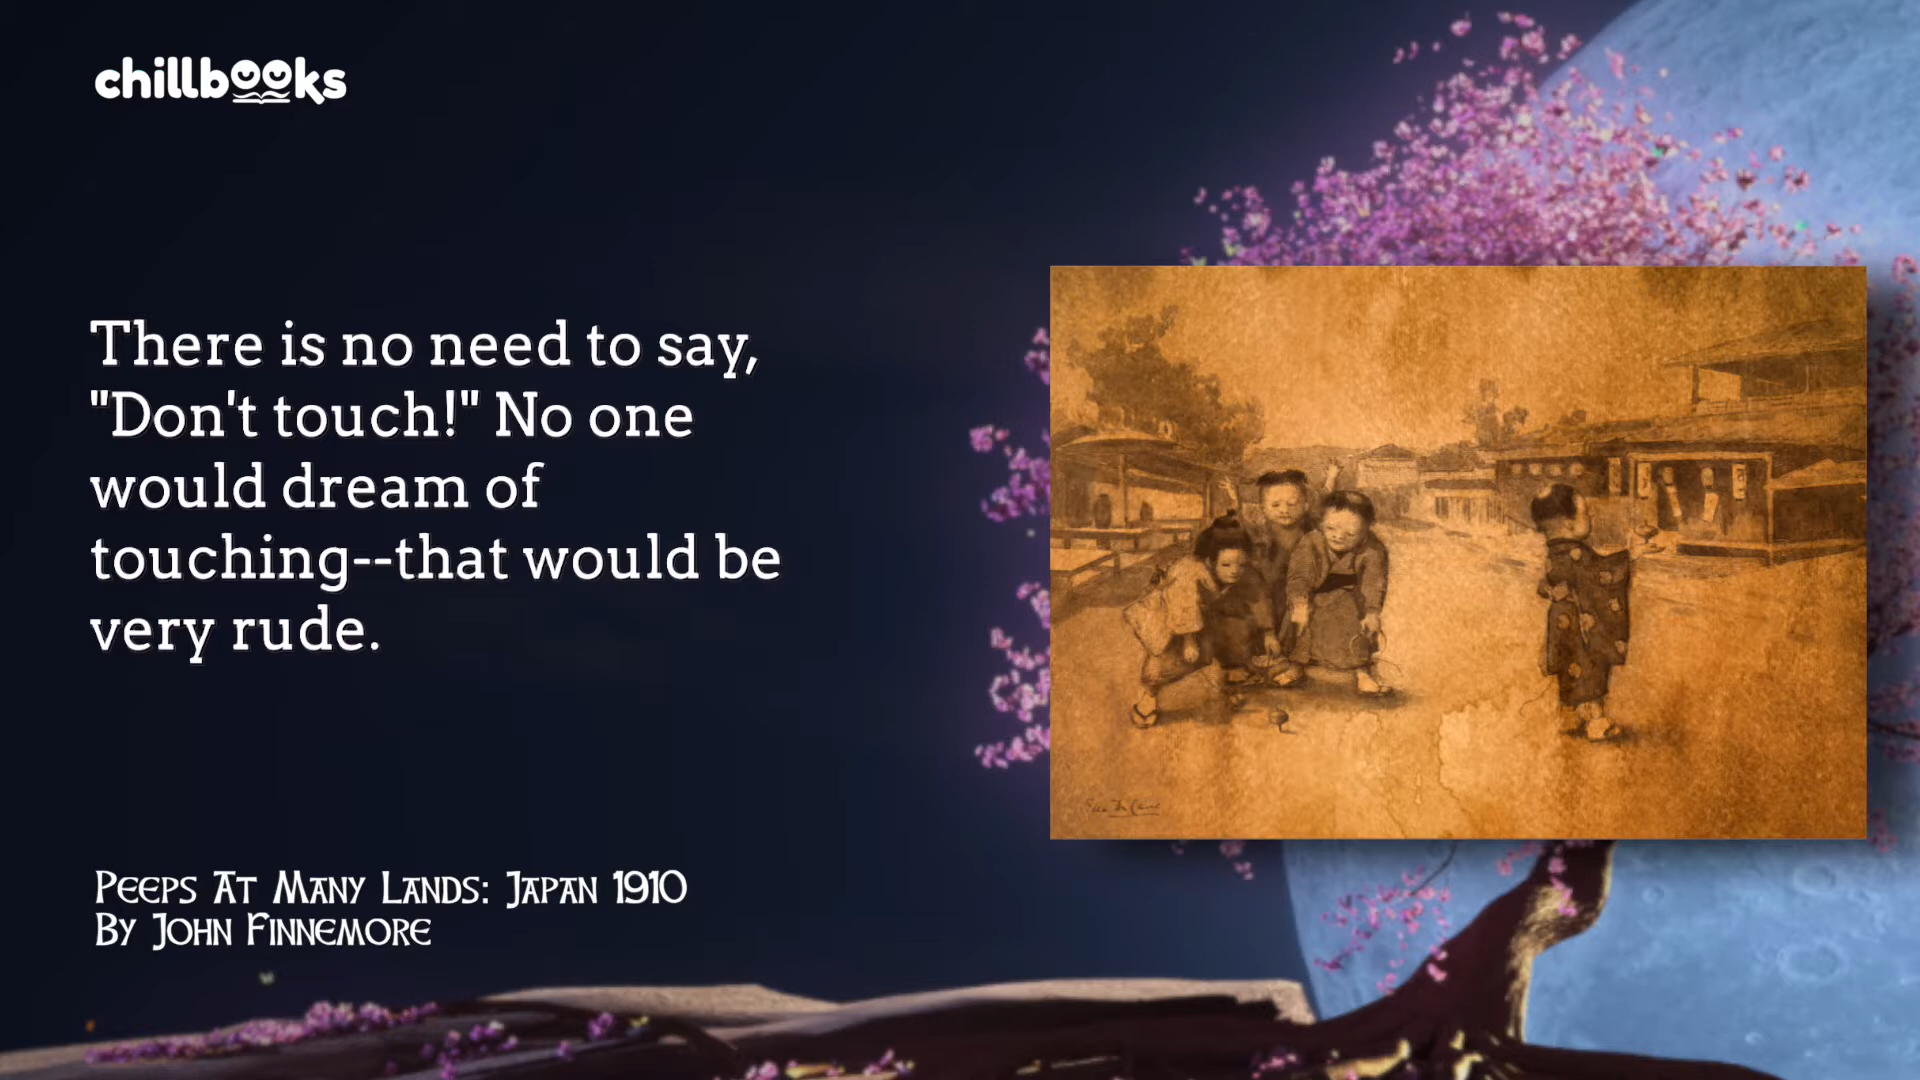 chillbooks
There is no need to say,
"Don't touch!" No one
would dream of
touching--that would be
very rude.
Peeps At Many Lands: Japan 1910
By John Finnemore